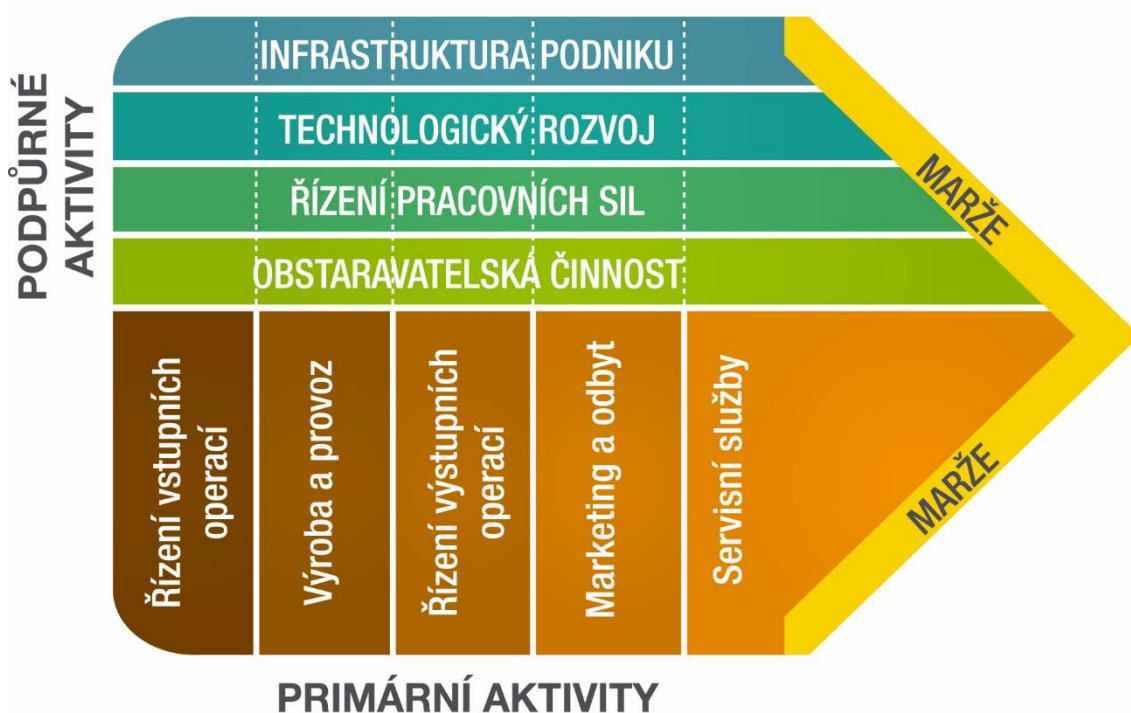 PODPŮRNÉ
AKTIVITY
INFRASTRUKTURA PODNIKU
TECHNOLOGICKÝ ROZVOJ
ŘÍZENÍ PRACOVNÍCH SIL
OBSTARAVATELSKÁ ČINNOST
MARŽE
Řízení vstupních
operací
Výroba a provoz
Řízení výstupních
operací
Marketing a odbyt
Servisní služby
MARŽE
PRIMÁRNÍ AKTIVITY